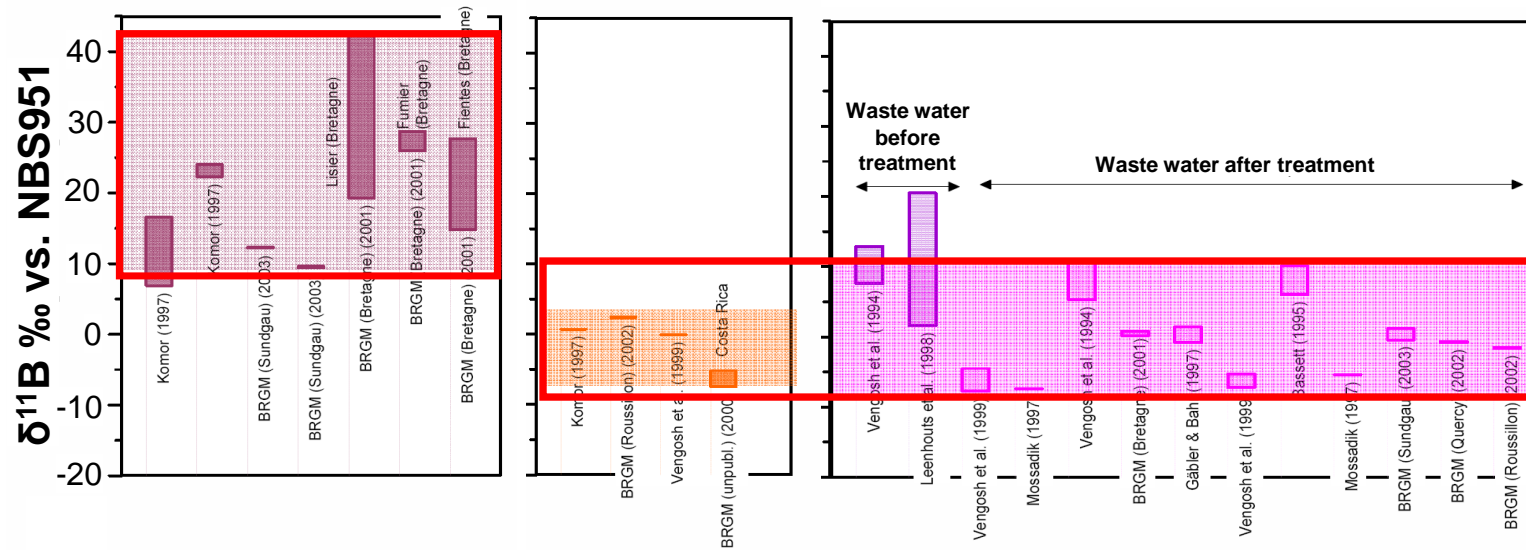 δ11B ‰ vs. NBS951
40
30
20
10
0
-10
-20
Komor (1997)
Komor (1997)
BRGM (Sundgau) (2003)
BRGM (Sundgau) (2003
Lisier (Bretagne)
BRGM (Bretagne) (2001)
Fumier
(Bretagne)
BRGM Bretagne) (2001)
Fientes (Bretagne)
BRGM (Bretagne) (2001)
Komor (1997)
BRGM (Roussillon) (2002)
Vengosh et al. (1999)
Costa Rica
BRGM (unpubl.) (2000
Waste water
before
treatment
Waste water after treatment
Vengosh et al. (1994)
Leenhouts et al. (1998)
Vengosh et al. (1999)
Mossadik (1997)
Vengosh et al. (1994)
BRGM (Bretagne) (2001)
Gäbler & Bah (1997)
Vengosh et al. (1999)
Bassett (1995)
Mossadik (1997)
BRGM (Sundgau) (2003)
BRGM (Quercy) (2002)
BRGM (Roussillon) 2002)